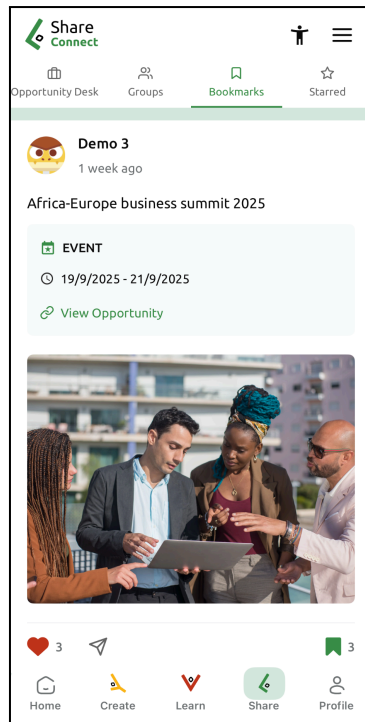 Share
Connect
Opportunity Desk
Groups
Bookmarks
Starred
Demo 3
1 week ago
Africa-Europe business summit 2025
EVENT
19/9/2025 - 21/9/2025
View Opportunity
3
3
Home
Create
Learn
Share
Profile